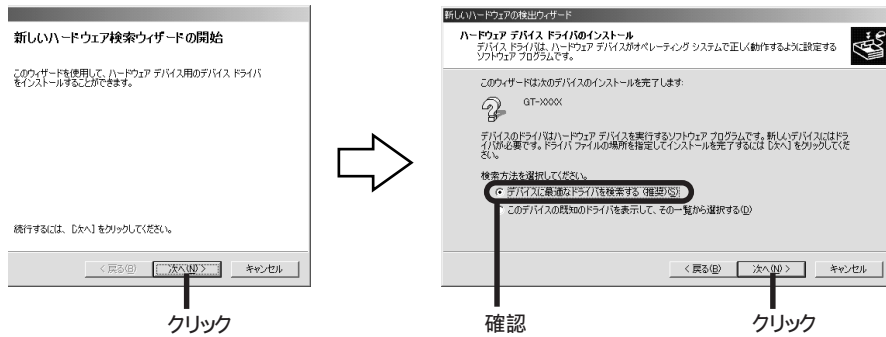 新しいハードウェア検索ウィザードの開始
このウィザードを使用して、ハードウェア デバイス用のデバイス ドライバ
をインストールすることができます。
続行するには、[次へ] をクリックしてください。
< 戻る(B)
次へ(N) >
キャンセル
クリック
新しいハードウェアの検出ウィザード
ハードウェア デバイス ドライバのインストール
デバイス ドライバは、ハードウェア デバイスがオペレーティング システムで正しく動作するように設定する
ソフトウェア プログラムです。
このウィザードは次のデバイスのインストールを完了します:
GT-XXXX
デバイスのドライバはハードウェア デバイスを実行するソフトウェア プログラムです。新しいデバイスにはドラ
イバが必要です。ドライバ ファイルの場所を指定してインストールを完了するには [次へ] をクリックしてくだ
さい。
検索方法を選択してください。
デバイスに最適なドライバを検索する (推奨)(S)
このデバイスの既知のドライバを表示して、その一覧から選択する(D)
< 戻る(B)
次へ(N) >
キャンセル
確認
クリック